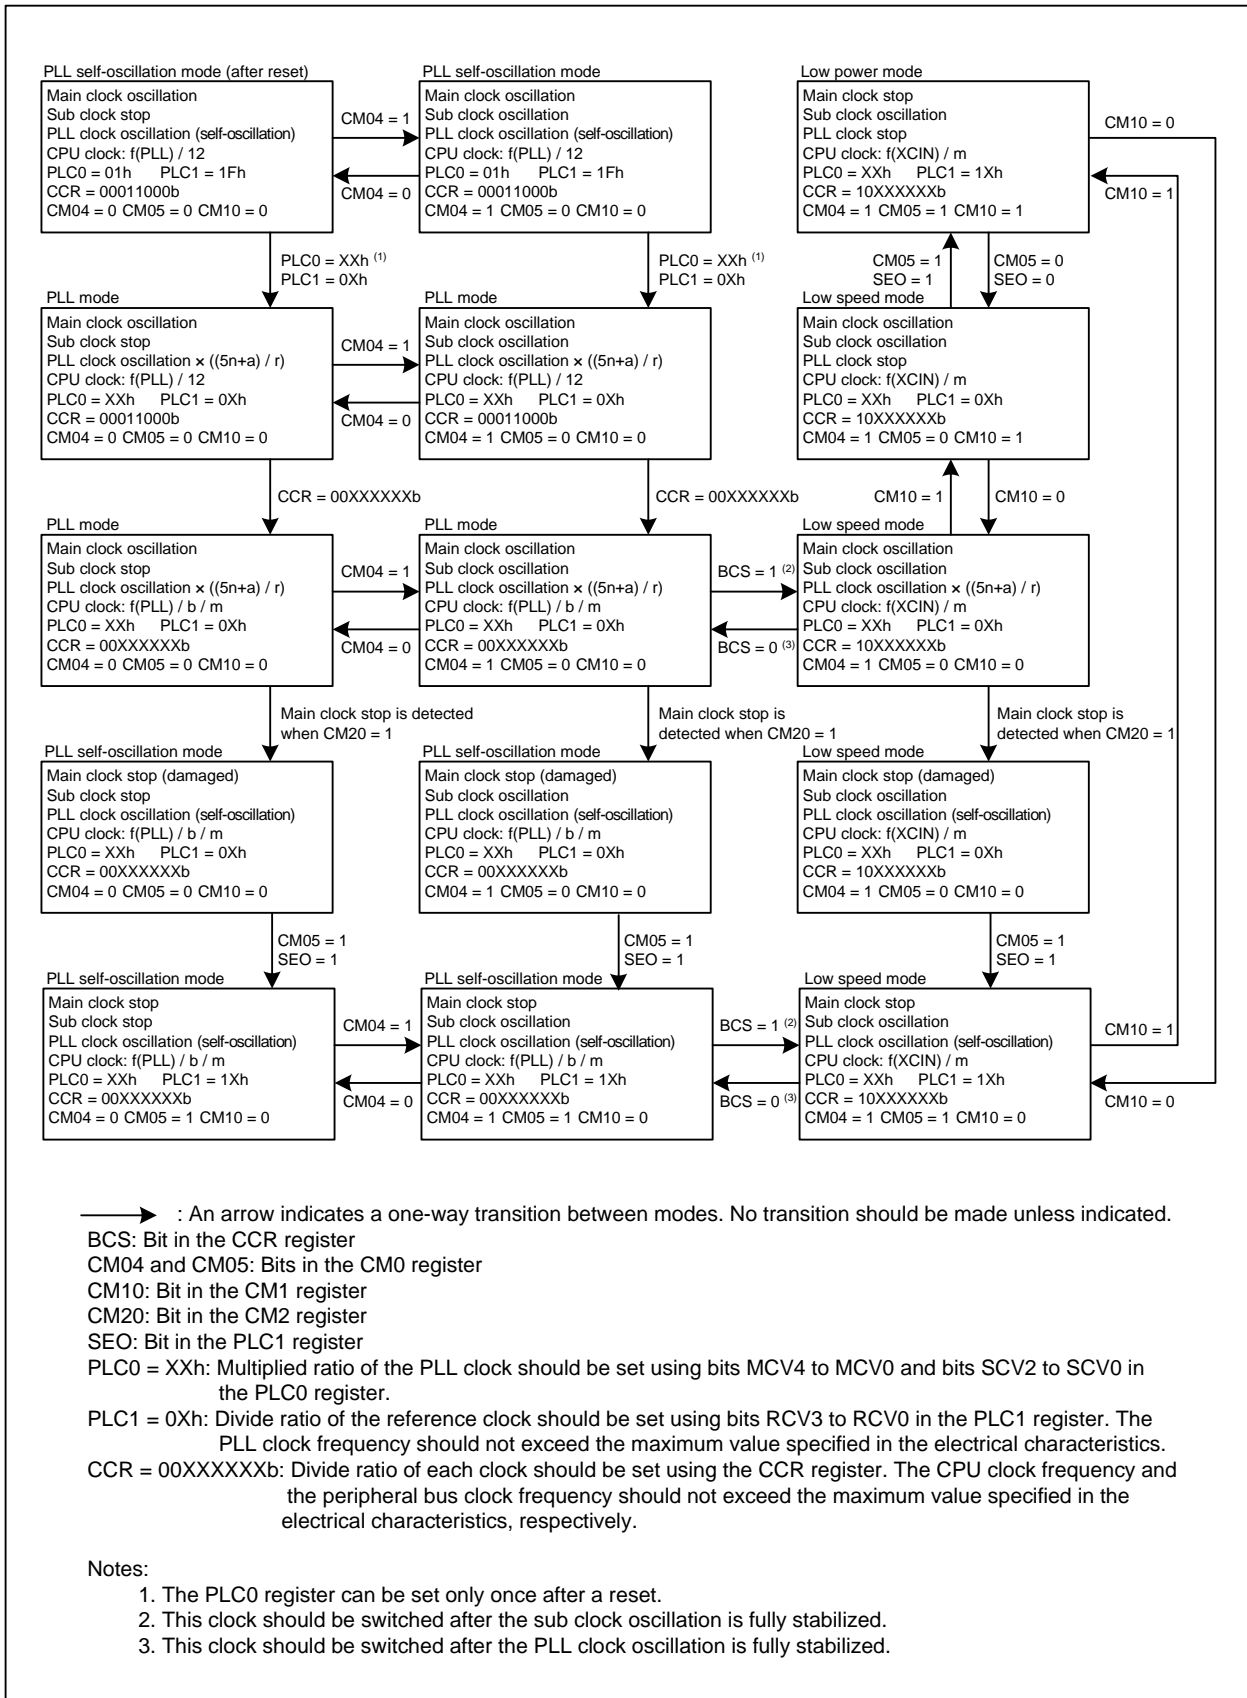 PLL self-oscillation mode (after reset)
Main clock oscillation
Sub clock stop
PLL clock oscillation (self-oscillation)
CPU clock: f(PLL) / 12
PLC0 = 01h PLC1 = 1Fh
CCR = 00011000b
CM04 = 0 CM05 = 0 CM10 = 0
CM04 = 1
CM04 = 0
PLL self-oscillation mode
Main clock oscillation
Sub clock oscillation
PLL clock oscillation (self-oscillation)
CPU clock: f(PLL) / 12
PLC0 = 01h PLC1 = 1Fh
CCR = 00011000b
CM04 = 1 CM05 = 0 CM10 = 0
Low power mode
Main clock stop
Sub clock oscillation
PLL clock stop
CPU clock: f(XCIN) / m
PLC0 = XXh PLC1 = 1Xh
CCR = 10XXXXXXb
CM04 = 1 CM05 = 1 CM10 = 1
CM10 = 0
CM10 = 1
PLC0 = XXh (1)
PLC1 = 0Xh
PLC0 = XXh (1)
PLC1 = 0Xh
CM05 = 1
SEO = 1
CM05 = 0
SEO = 0
PLL mode
Main clock oscillation
Sub clock stop
PLL clock oscillation × ((5n+a) / r)
CPU clock: f(PLL) / 12
PLC0 = XXh PLC1 = 0Xh
CCR = 00011000b
CM04 = 0 CM05 = 0 CM10 = 0
CM04 = 1
CM04 = 0
PLL mode
Main clock oscillation
Sub clock oscillation
PLL clock oscillation × ((5n+a) / r)
CPU clock: f(PLL) / 12
PLC0 = XXh PLC1 = 0Xh
CCR = 00011000b
CM04 = 1 CM05 = 0 CM10 = 0
Low speed mode
Main clock oscillation
Sub clock oscillation
PLL clock stop
CPU clock: f(XCIN) / m
PLC0 = XXh PLC1 = 0Xh
CCR = 10XXXXXXb
CM04 = 1 CM05 = 0 CM10 = 1
CCR = 00XXXXXXb
CCR = 00XXXXXXb
CM10 = 1
CM10 = 0
PLL mode
Main clock oscillation
Sub clock stop
PLL clock oscillation × ((5n+a) / r)
CPU clock: f(PLL) / b / m
PLC0 = XXh PLC1 = 0Xh
CCR = 00XXXXXXb
CM04 = 0 CM05 = 0 CM10 = 0
CM04 = 1
CM04 = 0
PLL mode
Main clock oscillation
Sub clock oscillation
PLL clock oscillation × ((5n+a) / r)
CPU clock: f(PLL) / b / m
PLC0 = XXh PLC1 = 0Xh
CCR = 00XXXXXXb
CM04 = 1 CM05 = 0 CM10 = 0
BCS = 1 (2)
BCS = 0 (3)
Low speed mode
Main clock oscillation
Sub clock oscillation
PLL clock oscillation × ((5n+a) / r)
CPU clock: f(XCIN) / m
PLC0 = XXh PLC1 = 0Xh
CCR = 10XXXXXXb
CM04 = 1 CM05 = 0 CM10 = 0
Main clock stop is detected
when CM20 = 1
Main clock stop is
detected when CM20 = 1
Main clock stop is
detected when CM20 = 1
PLL self-oscillation mode
Main clock stop (damaged)
Sub clock stop
PLL clock oscillation (self-oscillation)
CPU clock: f(PLL) / b / m
PLC0 = XXh PLC1 = 0Xh
CCR = 00XXXXXXb
CM04 = 0 CM05 = 0 CM10 = 0
PLL self-oscillation mode
Main clock stop (damaged)
Sub clock oscillation
PLL clock oscillation (self-oscillation)
CPU clock: f(PLL) / b / m
PLC0 = XXh PLC1 = 0Xh
CCR = 00XXXXXXb
CM04 = 1 CM05 = 0 CM10 = 0
Low speed mode
Main clock stop (damaged)
Sub clock oscillation
PLL clock oscillation (self-oscillation)
CPU clock: f(XCIN) / m
PLC0 = XXh PLC1 = 0Xh
CCR = 10XXXXXXb
CM04 = 1 CM05 = 0 CM10 = 0
CM05 = 1
SEO = 1
CM05 = 1
SEO = 1
CM05 = 1
SEO = 1
PLL self-oscillation mode
Main clock stop
Sub clock stop
PLL clock oscillation (self-oscillation)
CPU clock: f(PLL) / b / m
PLC0 = XXh PLC1 = 1Xh
CCR = 00XXXXXXb
CM04 = 0 CM05 = 1 CM10 = 0
CM04 = 1
CM04 = 0
PLL self-oscillation mode
Main clock stop
Sub clock oscillation
PLL clock oscillation (self-oscillation)
CPU clock: f(PLL) / b / m
PLC0 = XXh PLC1 = 1Xh
CCR = 00XXXXXXb
CM04 = 1 CM05 = 1 CM10 = 0
BCS = 1 (2)
BCS = 0 (3)
Low speed mode
Main clock stop
Sub clock oscillation
PLL clock oscillation (self-oscillation)
CPU clock: f(XCIN) / m
PLC0 = XXh PLC1 = 1Xh
CCR = 10XXXXXXb
CM04 = 1 CM05 = 1 CM10 = 0
CM10 = 1
CM10 = 0
: An arrow indicates a one-way transition between modes. No transition should be made unless indicated.
BCS: Bit in the CCR register
CM04 and CM05: Bits in the CM0 register
CM10: Bit in the CM1 register
CM20: Bit in the CM2 register
SEO: Bit in the PLC1 register
PLC0 = XXh: Multiplied ratio of the PLL clock should be set using bits MCV4 to MCV0 and bits SCV2 to SCV0 in
the PLC0 register.
PLC1 = 0Xh: Divide ratio of the reference clock should be set using bits RCV3 to RCV0 in the PLC1 register. The
PLL clock frequency should not exceed the maximum value specified in the electrical characteristics.
CCR = 00XXXXXXb: Divide ratio of each clock should be set using the CCR register. The CPU clock frequency and
the peripheral bus clock frequency should not exceed the maximum value specified in the
electrical characteristics, respectively.
Notes:
1. The PLC0 register can be set only once after a reset.
2. This clock should be switched after the sub clock oscillation is fully stabilized.
3. This clock should be switched after the PLL clock oscillation is fully stabilized.